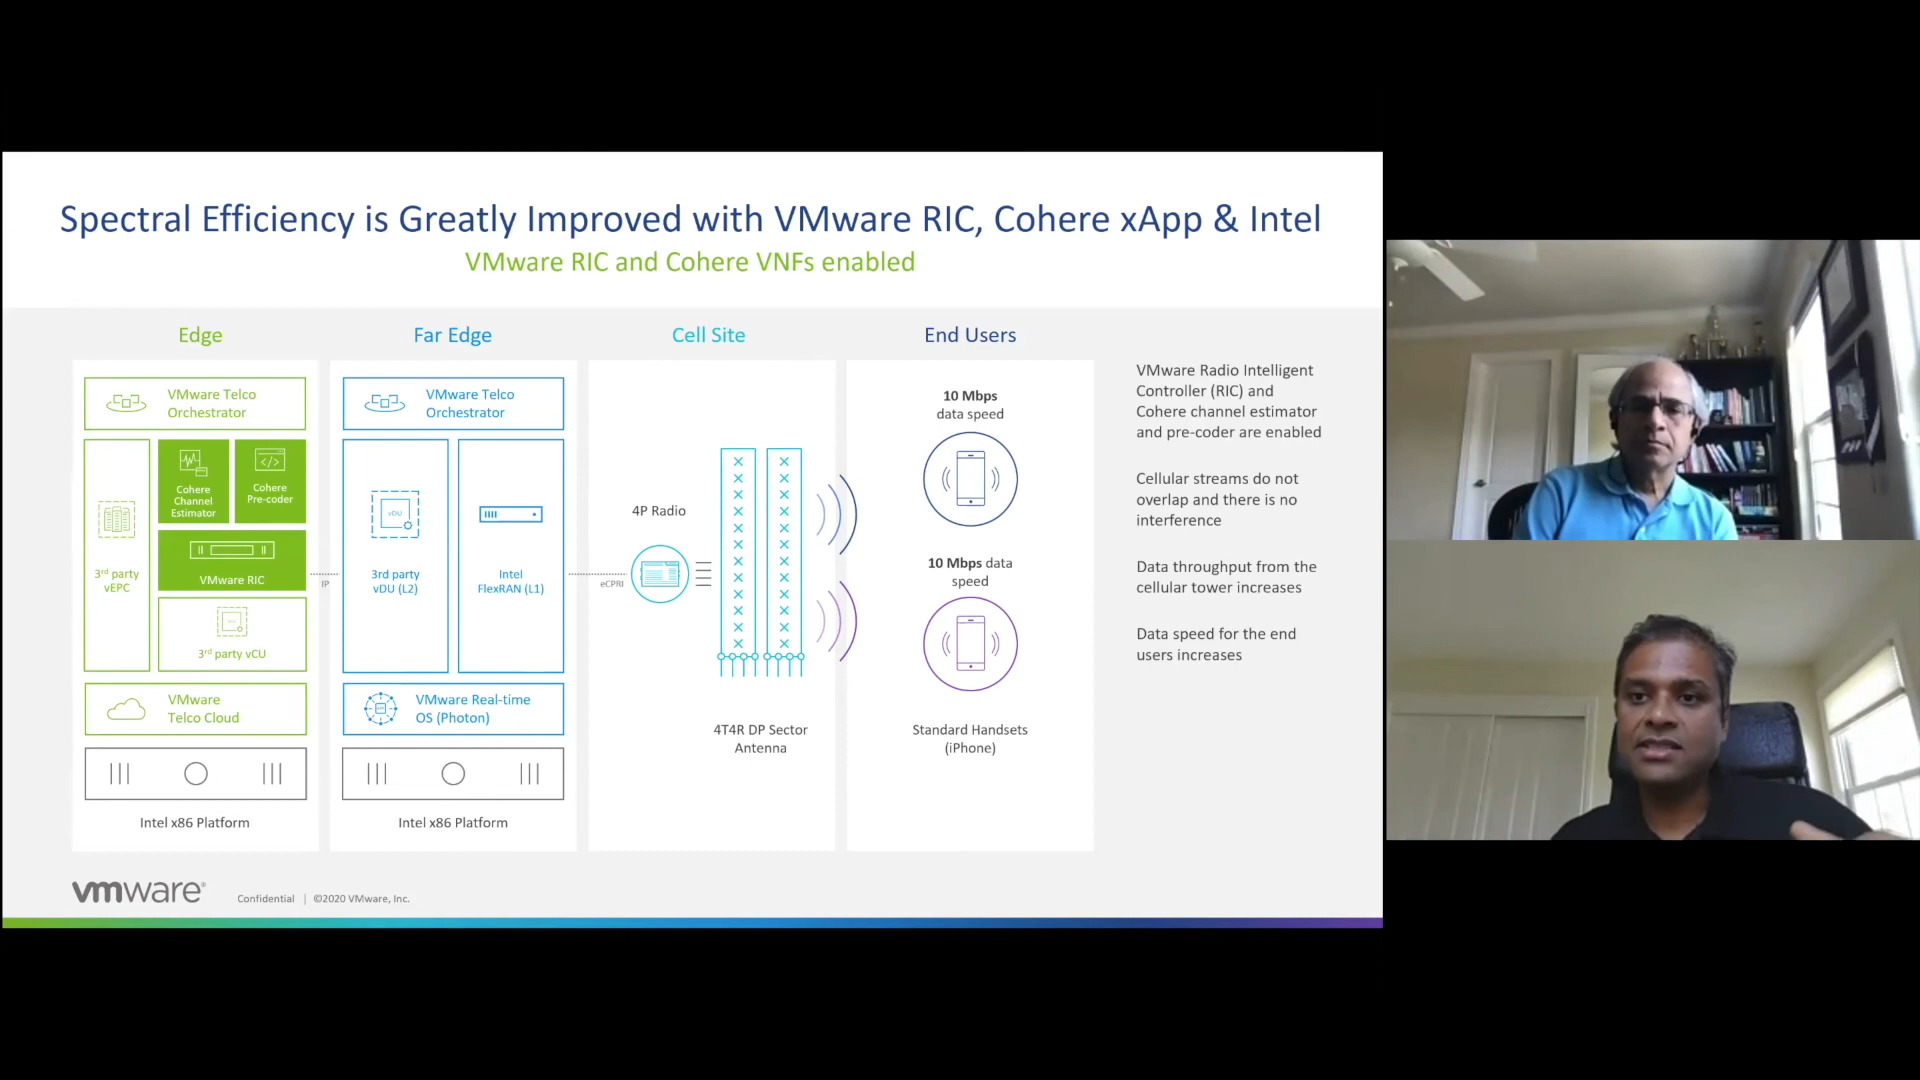 Spectral Efficiency is Greatly Improved with VMware RIC, Cohere xApp & Intel
VMware RIC and Cohere VNFs enabled
Edge
VMware Telco
Orchestrator
3rd party
vEPC
Cohere
Channel
Estimator
Cohere
Pre-coder
VMware RIC
3rd party vCU
VMware
Telco Cloud
Intel x86 Platform
IP
Far Edge
VMware Telco
Orchestrator
vDU
3rd party
vDU (L2)
Intel
FlexRAN (L1)
VMware Real-time
OS (Photon)
Intel x86 Platform
eCPRI
Cell Site
4P Radio
4T4R DP Sector
Antenna
End Users
10 Mbps
data speed
10 Mbps data
speed
Standard Handsets
(iPhone)
VMware Radio Intelligent
Controller (RIC) and
Cohere channel estimator
and pre-coder are enabled
Cellular streams do not
overlap and there is no
interference
Data throughput from the
cellular tower increases
Data speed for the end
users increases
vmware®
Confidential | ©2020 VMware, Inc.